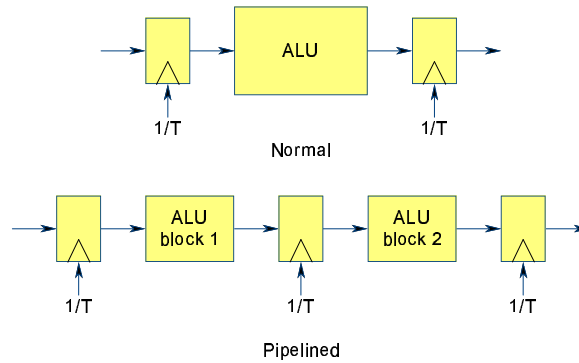 ALU
1/T
1/T
Normal
ALU
block 1
ALU
block 2
1/T
1/T
1/T
Pipelined